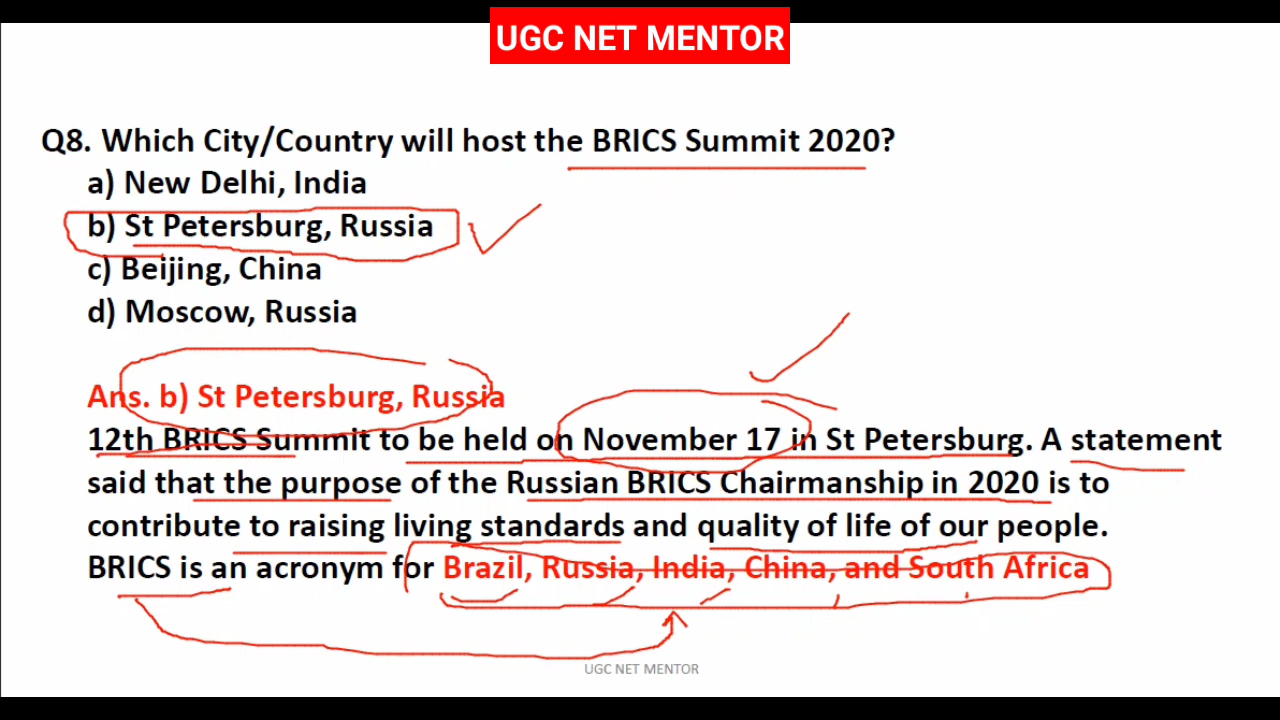 UGC NET MENTOR
Q8. Which City/Country will host the BRICS Summit 2020?
a) New Delhi, India
b) St Petersburg, Russia
c) Beijing, China
d) Moscow, Russia
Ans. b) St Petersburg, Russia
12th BRICS Summit to be held on November 17 in St Petersburg. A statement
said that the purpose of the Russian BRICS Chairmanship in 2020 is to
contribute to raising living standards and quality of life of our people.
BRICS is an acronym for Brazil, Russia, India, China, and South Africa
UGC NET MENTOR